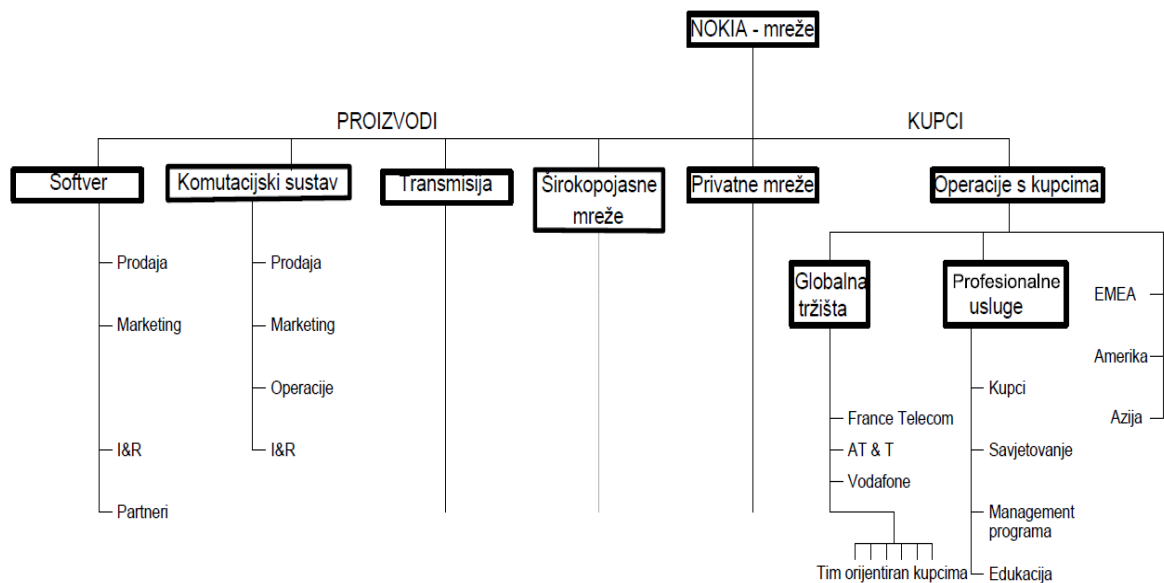 NOKIA - mreže
PROIZVODI
KUPCI
Softver
Komutacijski sustav
Transmisija
Širokopojasne
mreže
Privatne mreže
Operacije s kupcima
Prodaja
Marketing
I&R
Partneri
Prodaja
Marketing
Operacije
I&R
Globalna
tržišta
France Telecom
AT & T
Vodafone
Tim orijentiran kupcima
Profesionalne
usluge
Kupci
Savjetovanje
Management
programa
Edukacija
EMEA
Amerika
Azija